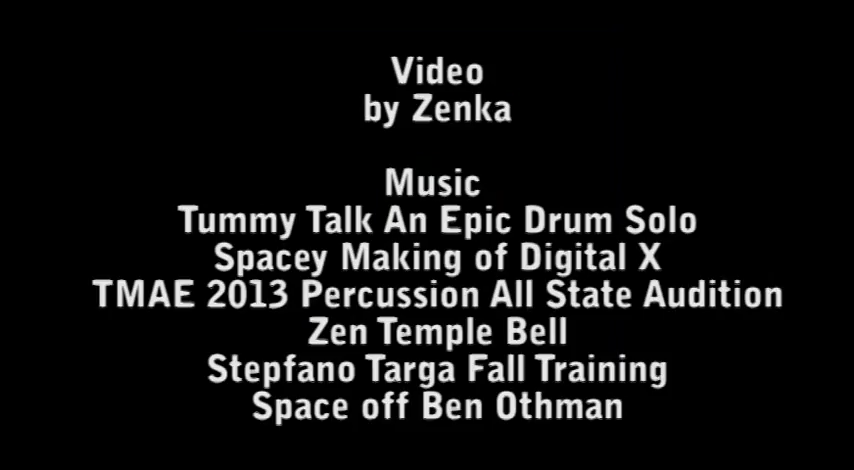 Video
by Zenka
Music
Tummy Talk An Epic Drum Solo
Spacey Making of Digital X
TMAE 2013 Percussion All State Audition
Zen Temple Bell
Stepfano Targa Fall Training
Space off Ben Othman